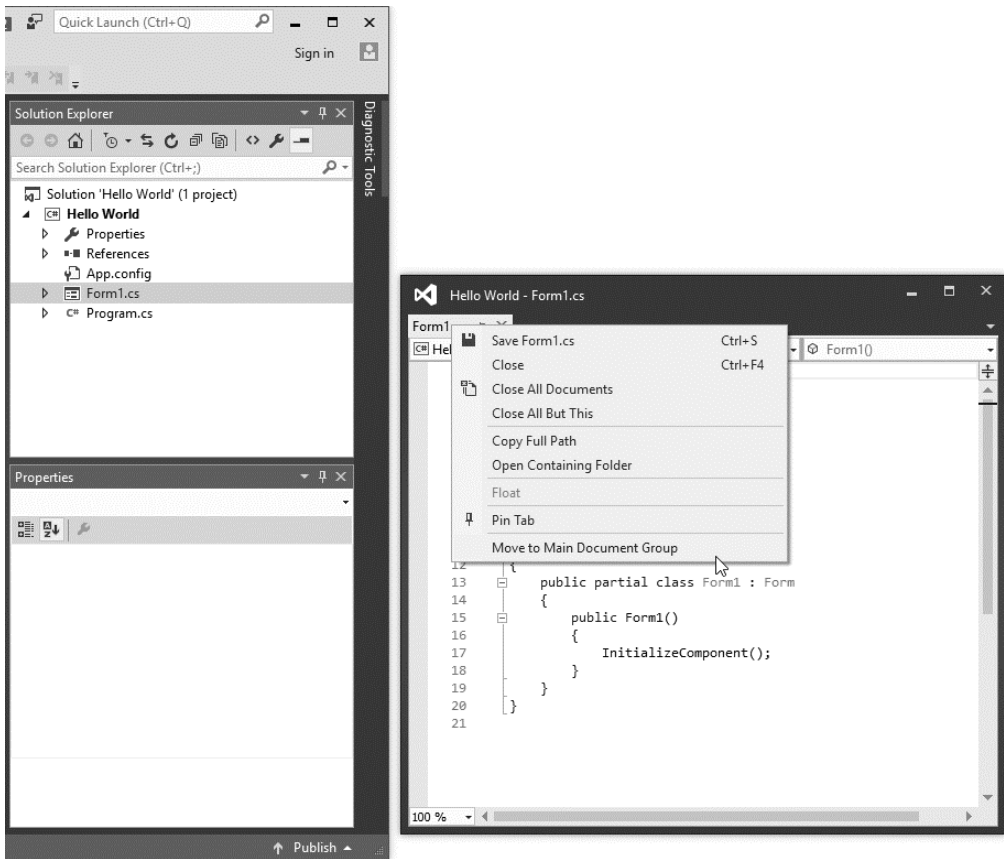 Quick Launch (Ctrl+Q)
Sign in
Solution Explorer
Search Solution Explorer (Ctrl+;)
Solution 'Hello World' (1 project)
C# Hello World
Properties
References
App.config
Form1.cs
C# Program.cs
Properties
Publish
Diagnostic Tools
Hello World - Form1.cs
Form1
C# Hel
Form1()
Save Form1.cs Ctrl+S
Close Ctrl+F4
Close All Documents
Close All But This
Copy Full Path
Open Containing Folder
Float
Pin Tab
Move to Main Document Group
12 {
13 public partial class Form1 : Form
14 {
15 public Form1()
16 {
17 InitializeComponent();
18 }
19 }
20 }
21
100 %